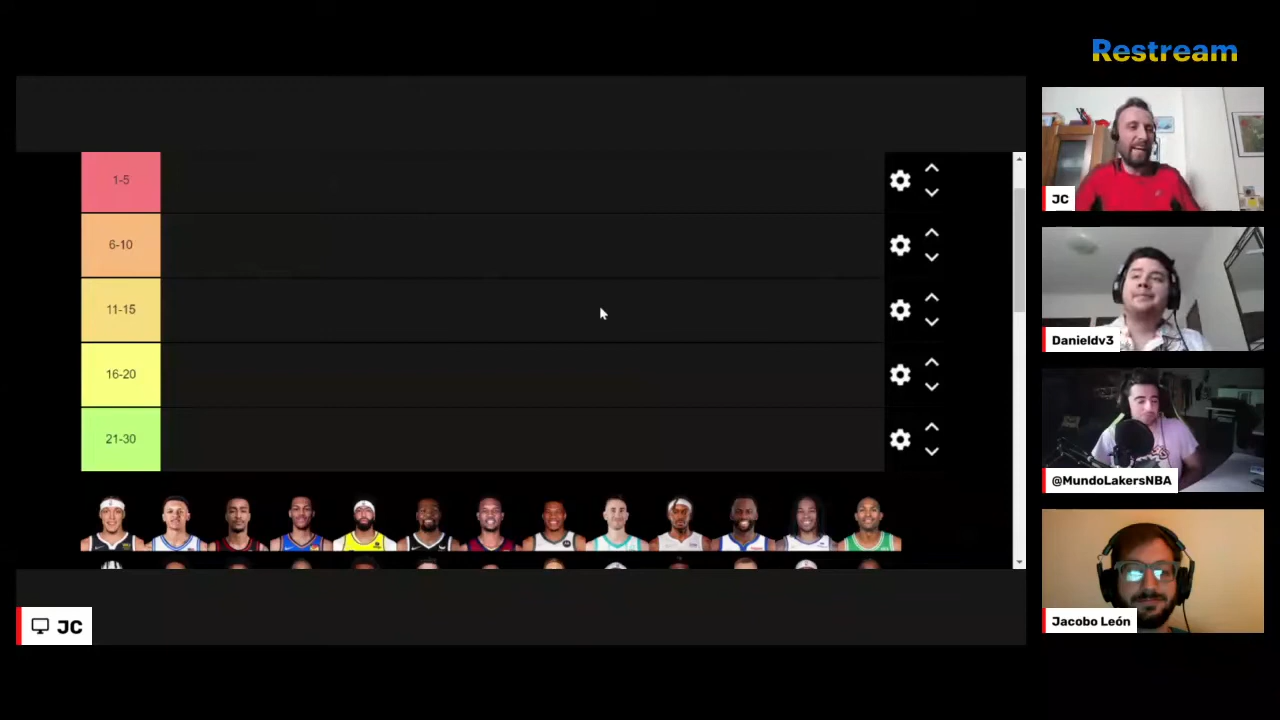 Restream
1-5
6-10
11-15
16-20
21-30
JC
Danieldv3
@MundoLakersNBA
Jacobo León
JC